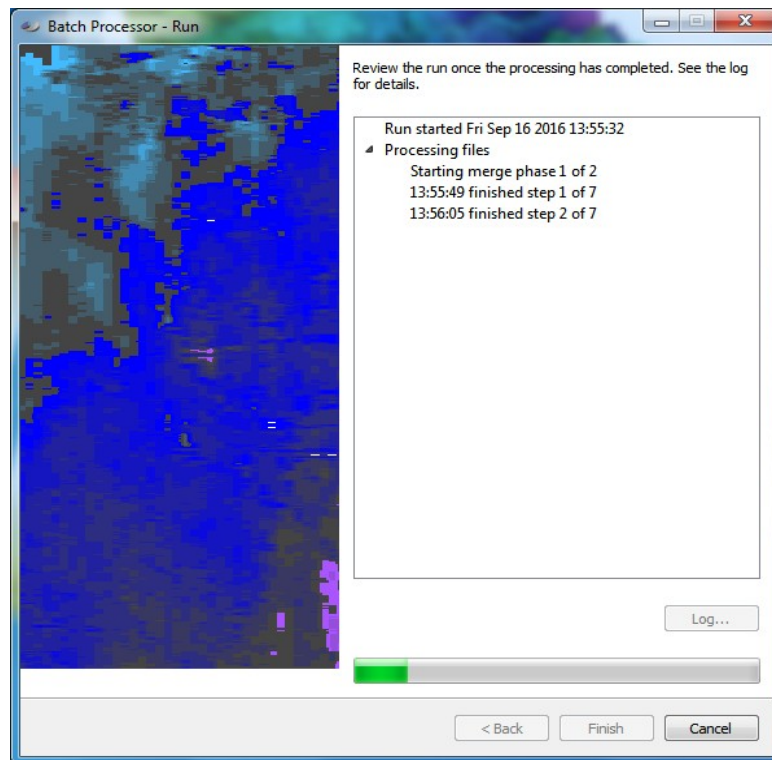 Batch Processor - Run
Review the run once the processing has completed. See the log
for details.
Run started Fri Sep 16 2016 13:55:32
Processing files
Starting merge phase 1 of 2
13:55:49 finished step 1 of 7
13:56:05 finished step 2 of 7
Log...
< Back
Finish
Cancel